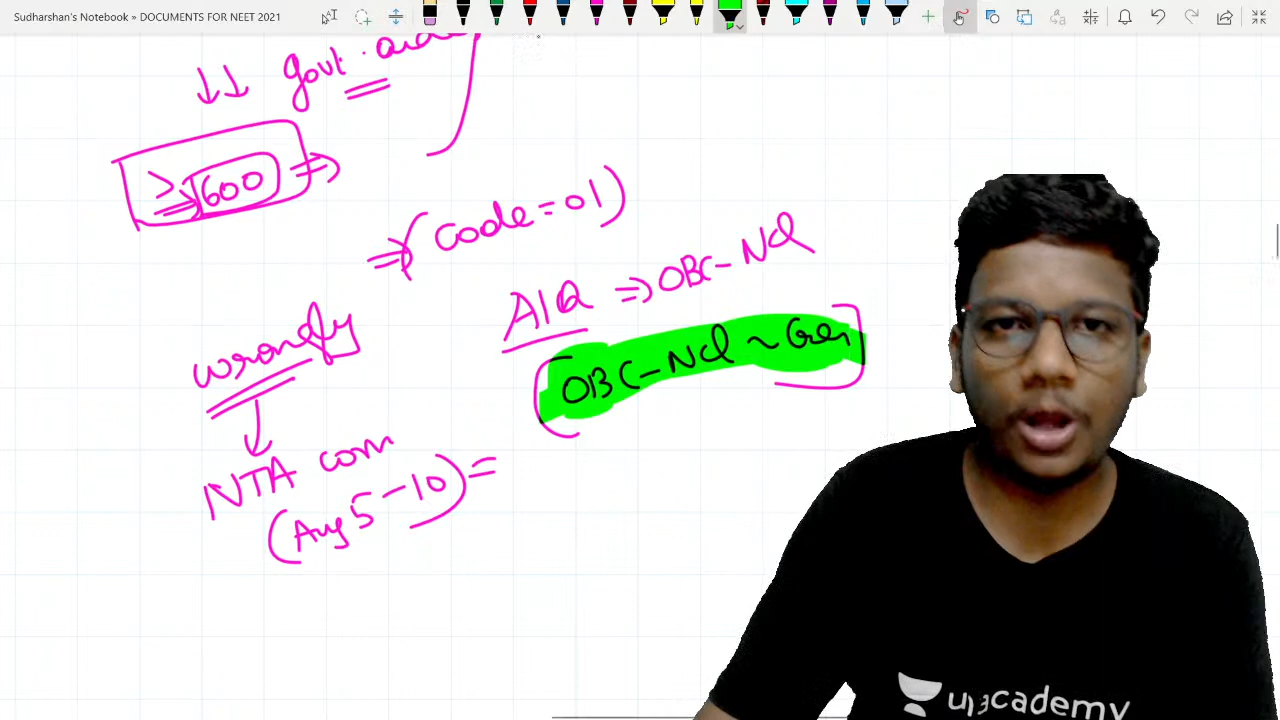 Sudharshan's Notebook » DOCUMENTS FOR NEET 2021
↓↓ govt.
≥ 600 ⇒
⇒ (Code = 01)
AIQ ⇒ OBC - NCl
wrongly
OBC - NCl ~ Gen
NTA corr
(Aug 5 - 10) =
unacademy